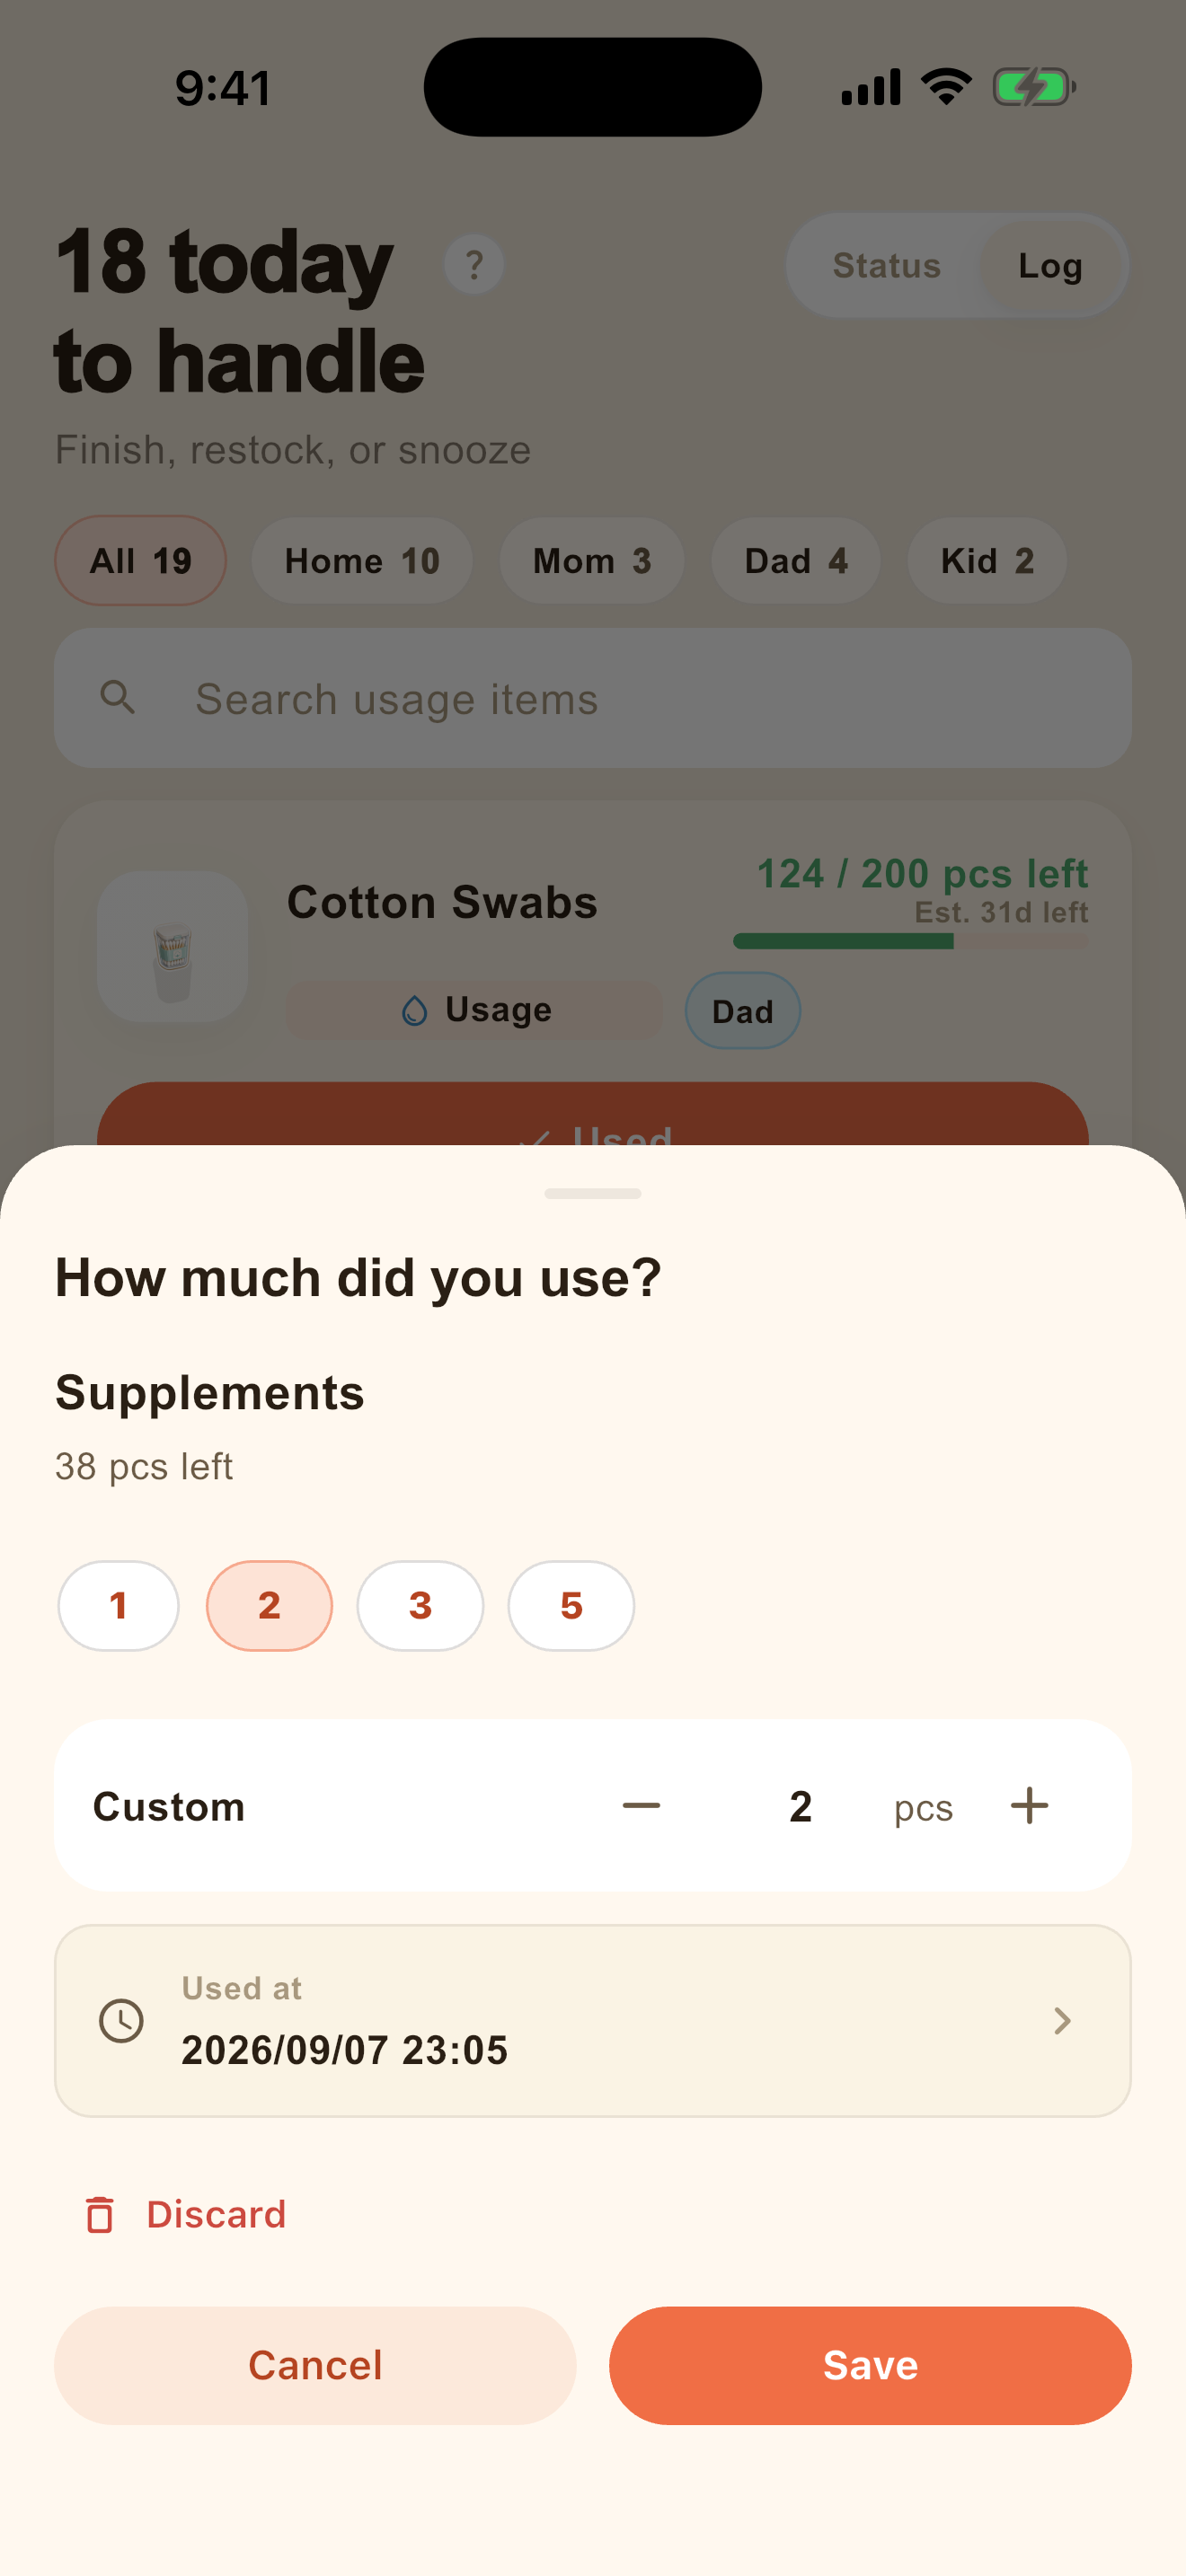 9:41
18 today
to handle
?
Status
Log
Finish, restock, or snooze
All 19
Home 10
Mom 3
Dad 4
Kid 2
Search usage items
Cotton Swabs
124 / 200 pcs left
Est. 31d left
Usage
Dad
Used
How much did you use?
Supplements
38 pcs left
1
2
3
5
Custom
2
pcs
Used at
2026/09/07 23:05
Discard
Cancel
Save